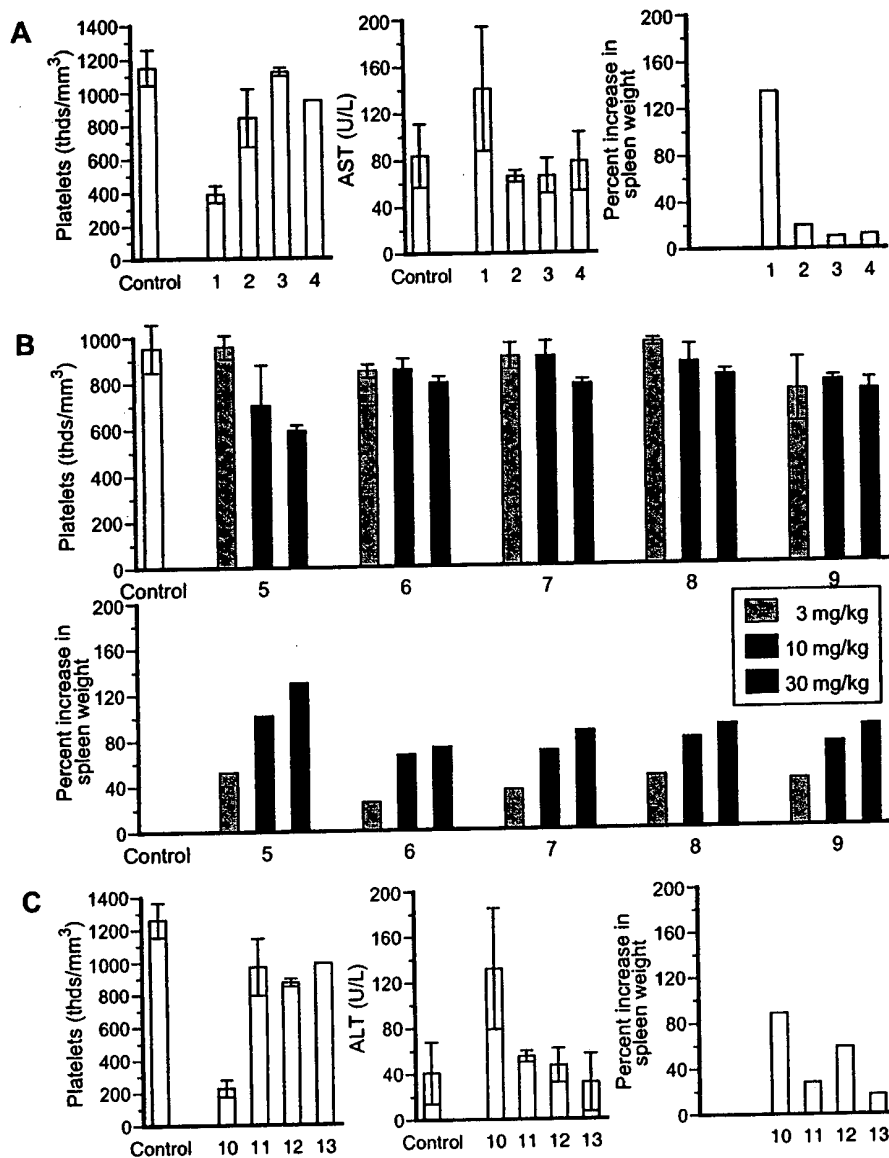 A
Platelets (thds/mm³)
1400
1200
1000
800
600
400
200
0
Control 1 2 3 4
AST (U/L)
200
160
120
80
40
0
Control 1 2 3 4
Percent increase in
spleen weight
200
160
120
80
40
0
1 2 3 4
B
Platelets (thds/mm³)
1000
800
600
400
200
0
Control 5 6 7 8 9
3 mg/kg
10 mg/kg
30 mg/kg
Percent increase in
spleen weight
200
160
120
80
40
0
Control 5 6 7 8 9
C
Platelets (thds/mm³)
1400
1200
1000
800
600
400
200
0
Control 10 11 12 13
ALT (U/L)
200
160
120
80
40
0
Control 10 11 12 13
Percent increase in
spleen weight
200
160
120
80
40
0
10 11 12 13